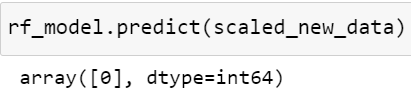 rf_model.predict(scaled_new_data)
array([0], dtype=int64)